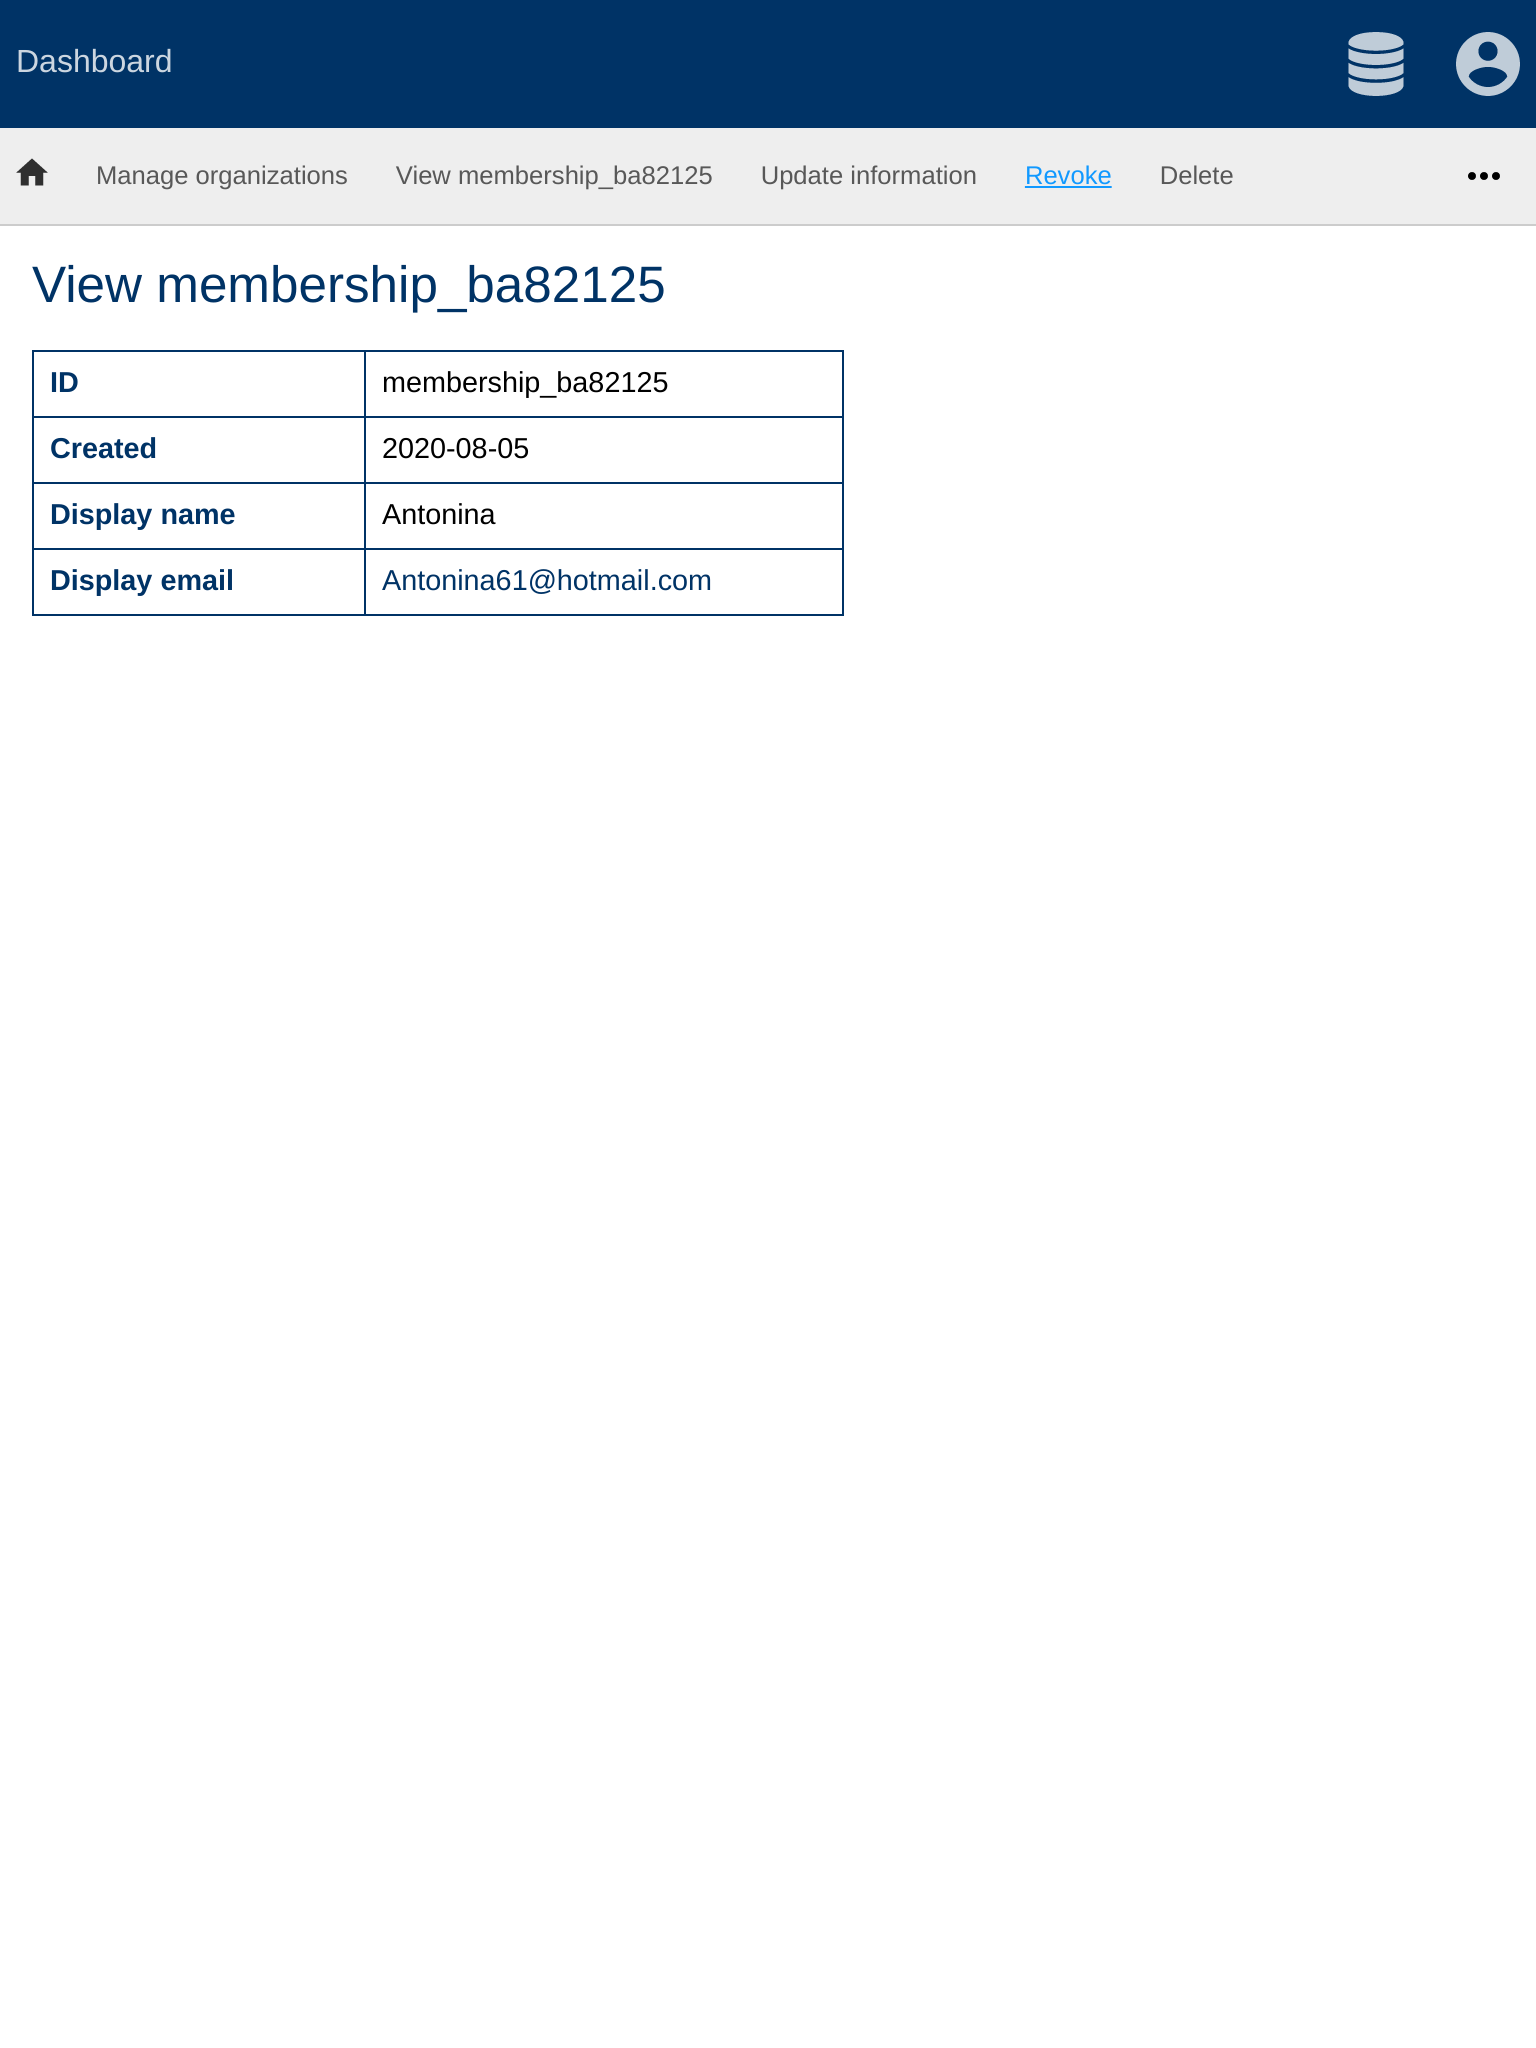 Dashboard
Manage organizations View membership_ba82125 Update information Revoke Delete
View membership_ba82125
ID membership_ba82125
Created 2020-08-05
Display name Antonina
Display email Antonina61@hotmail.com